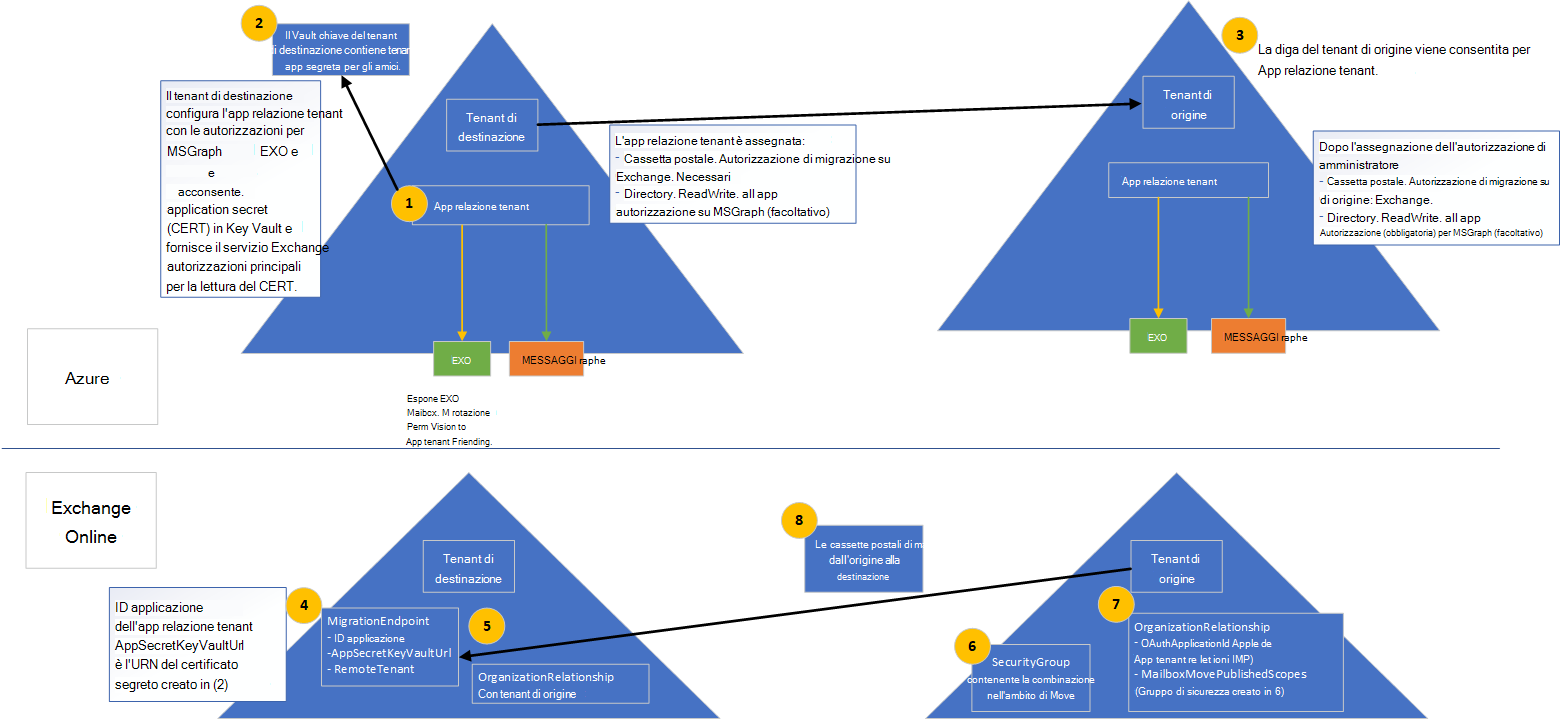 2
Il Vault chiave del tenant
di destinazione contiene tenant
app segreta per gli amici.
Il tenant di destinazione
configura l'app relazione tenant
con le autorizzazioni per
MSGraph EXO e
e
acconsente.
application secret
(CERT) in Key Vault e
fornisce il servizio Exchange
autorizzazioni principali
per la lettura del CERT.
Tenant di
destinazione
1
App relazione tenant
EXO
MESSAGGI raphe
Espone EXO
Maibcx. M rotazione
Perm Vision to
App tenant Friending.
L'app relazione tenant è assegnata:
- Cassetta postale. Autorizzazione di migrazione su
Exchange. Necessari
- Directory. ReadWrite. all app
autorizzazione su MSGraph (facoltativo)
3
La diga del tenant di origine viene consentita per
App relazione tenant.
Tenant di
origine
App relazione tenant
EXO
MESSAGGI raphe
Dopo l'assegnazione dell'autorizzazione di
amministratore
- Cassetta postale. Autorizzazione di migrazione su
di origine: Exchange.
- Directory. ReadWrite. all app
Autorizzazione (obbligatoria) per MSGraph (facoltativo)
Azure
Exchange
Online
Tenant di
destinazione
ID applicazione
dell'app relazione tenant
AppSecretKeyVaultUrl
è l'URN del certificato
segreto creato in (2)
4
MigrationEndpoint
- ID applicazione
-AppSecretKeyVaultUrl
- RemoteTenant
5
OrganizationRelationship
Con tenant di origine
8
Le cassette postali di m
dall'origine alla
destinazione
Tenant di
origine
6
SecurityGroup
contenente la combinazione
nell'ambito di Move
7
OrganizationRelationship
- OAuthApplicationId Apple de
App tenant re letioni IMP)
- MailboxMovePublishedScopes
(Gruppo di sicurezza creato in 6)